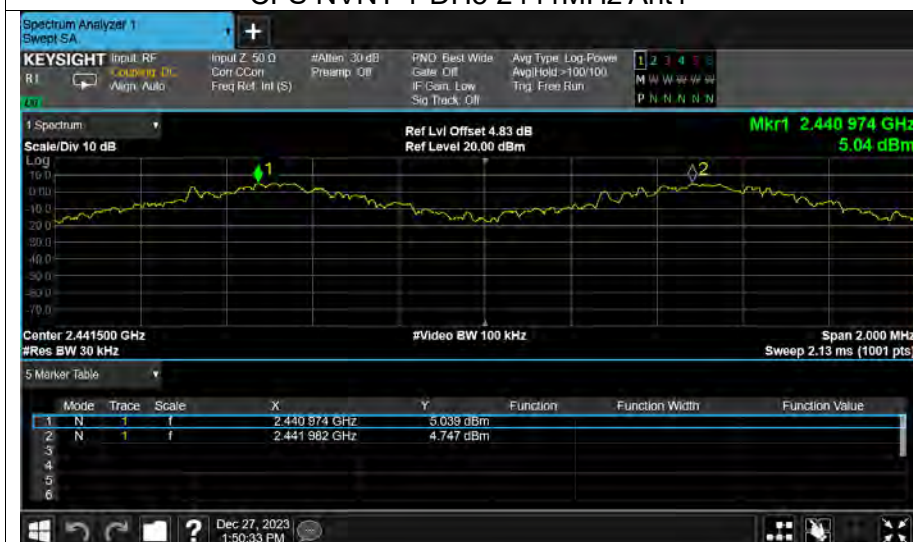 CFS NVNT 1-DH5 2441MHz Ant1
Spectrum Analyzer 1
Swept SA
+
KEYSIGHT Input: RF Input Z: 50 Ω #Atten: 30 dB PNO: Best Wide Avg Type: Log-Power 1 2 3 4 5 6
R1 Coupling: DC Corr CCorr Preamp: Off Gate: Off Avg|Hold: >100/100 M W W W W W
Align: Auto Freq Ref: Int (S) IF Gain: Low Trig: Free Run
Sig Track: Off P N N N N N
1 Spectrum
Ref Lvl Offset 4.83 dB Mkr1 2.440 974 GHz
Scale/Div 10 dB Ref Level 20.00 dBm 5.04 dBm
Log
10.0
0.00
-10.0
-20.0
-30.0
-40.0
-50.0
-60.0
-70.0
1
2
Center 2.441500 GHz #Video BW 100 kHz Span 2.000 MHz
#Res BW 30 kHz Sweep 2.13 ms (1001 pts)
5 Marker Table
Mode Trace Scale X Y Function Function Width Function Value
1 N 1 f 2.440 974 GHz 5.039 dBm
2 N 1 f 2.441 982 GHz 4.747 dBm
3
4
5
6
? Dec 27, 2023
1:50:33 PM